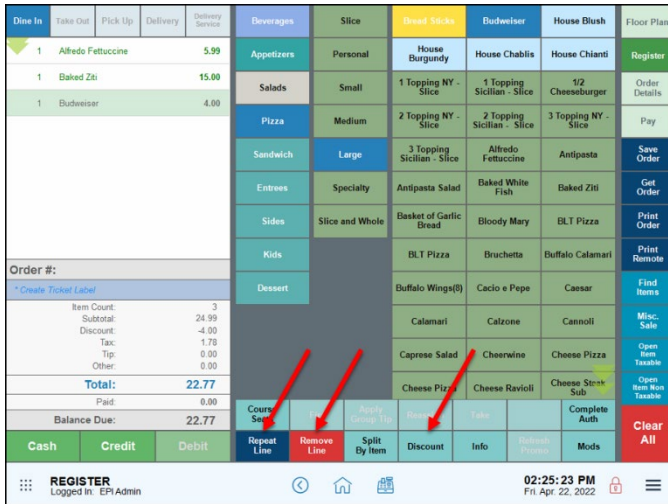 Dine In
Take Out
Pick Up
Delivery
Delivery Service
1 Alfredo Fettuccine 5.99
1 Baked Ziti 15.00
1 Budweiser 4.00
Order #:
* Create Ticket Label
Item Count: 3
Subtotal: 24.99
Discount: -4.00
Tax: 1.78
Tip: 0.00
Other: 0.00
Total: 22.77
Paid: 0.00
Balance Due: 22.77
Cash
Credit
Debit
Beverages
Appetizers
Salads
Pizza
Sandwich
Entrees
Sides
Kids
Dessert
Slice
Personal
Small
Medium
Large
Specialty
Slice and Whole
Bread Sticks
Budweiser
House Blush
House Burgundy
House Chablis
House Chianti
1 Topping NY - Slice
1 Topping Sicilian - Slice
1/2 Cheeseburger
2 Topping NY - Slice
2 Topping Sicilian - Slice
3 Topping NY - Slice
3 Topping Sicilian - Slice
Alfredo Fettuccine
Antipasta
Antipasta Salad
Baked White Fish
Baked Ziti
Basket of Garlic Bread
Bloody Mary
BLT Pizza
BLT Pizza
Bruchetta
Buffalo Calamari
Buffalo Wings(8)
Cacio e Pepe
Caesar
Calamari
Calzone
Cannoli
Caprese Salad
Cheerwine
Cheese Pizza
Cheese Pizza
Cheese Ravioli
Cheese Steak Sub
Apply Group Tip
Take
Complete Auth
Repeat Line
Remove Line
Split By Item
Discount
Info
Refresh Promo
Mods
Floor Plan
Register
Order Details
Pay
Save Order
Get Order
Print Order
Print Remote
Find Items
Misc. Sale
Open Item Taxable
Open Item Non Taxable
Clear All
REGISTER
Logged In: EPI Admin
02:25:23 PM
Fri. Apr. 22, 2022